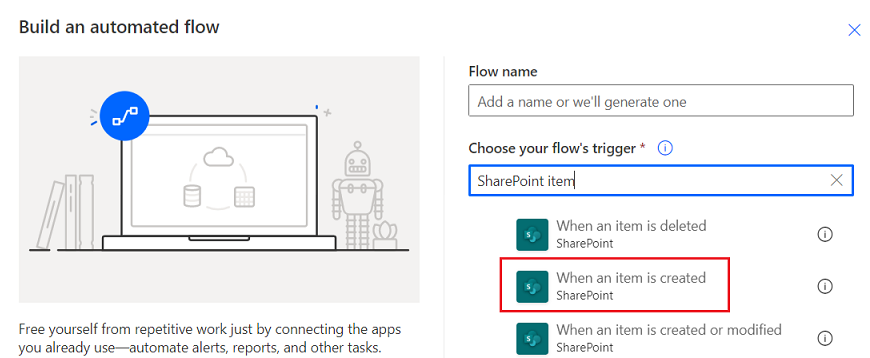 Build an automated flow
Flow name
Add a name or we'll generate one
Choose your flow's trigger *
SharePoint item
When an item is deleted
SharePoint
When an item is created
SharePoint
When an item is created or modified
SharePoint
Free yourself from repetitive work just by connecting the apps
you already use—automate alerts, reports, and other tasks.